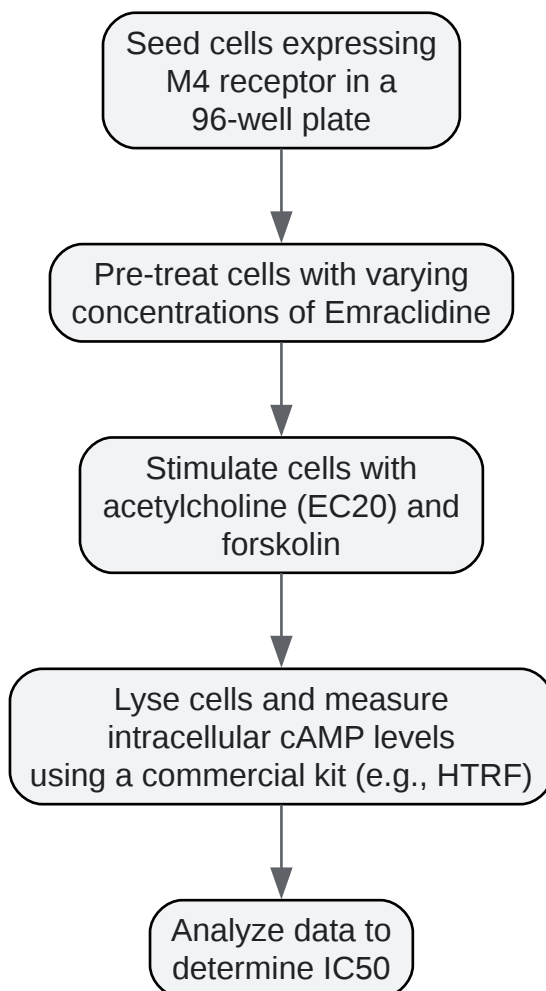 Seed cells expressing
M4 receptor in a
96-well plate
Pre-treat cells with varying
concentrations of Emraclidine
Stimulate cells with
acetylcholine (EC20) and
forskolin
Lyse cells and measure
intracellular cAMP levels
using a commercial kit (e.g., HTRF)
Analyze data to
determine IC50